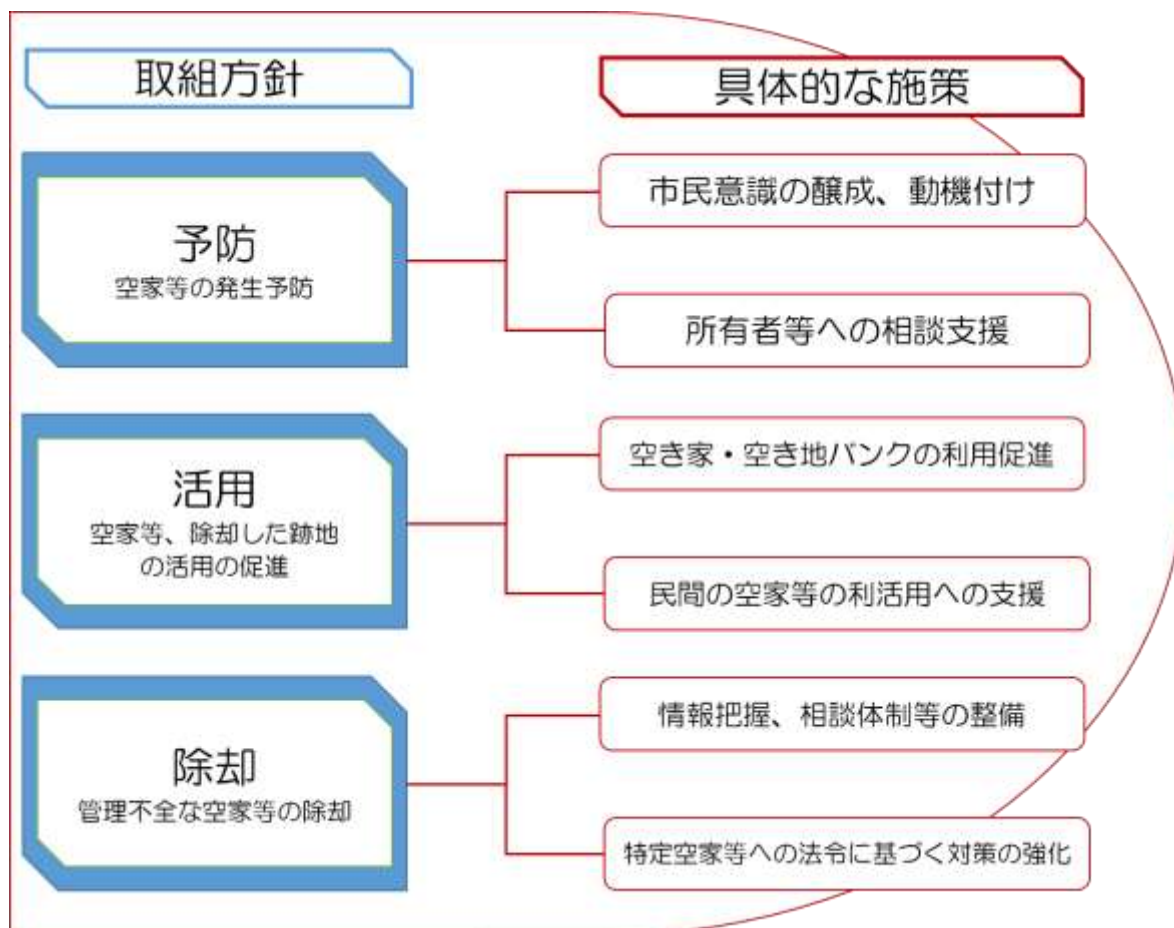 取組方針
具体的な施策
予防
空家等の発生予防
市民意識の醸成、動機付け
所有者等への相談支援
活用
空家等、除却した跡地
の活用の促進
空き家・空き地バンクの利用促進
民間の空家等の利活用への支援
除却
管理不全な空家等の除却
情報把握、相談体制等の整備
特定空家等への法令に基づく対策の強化